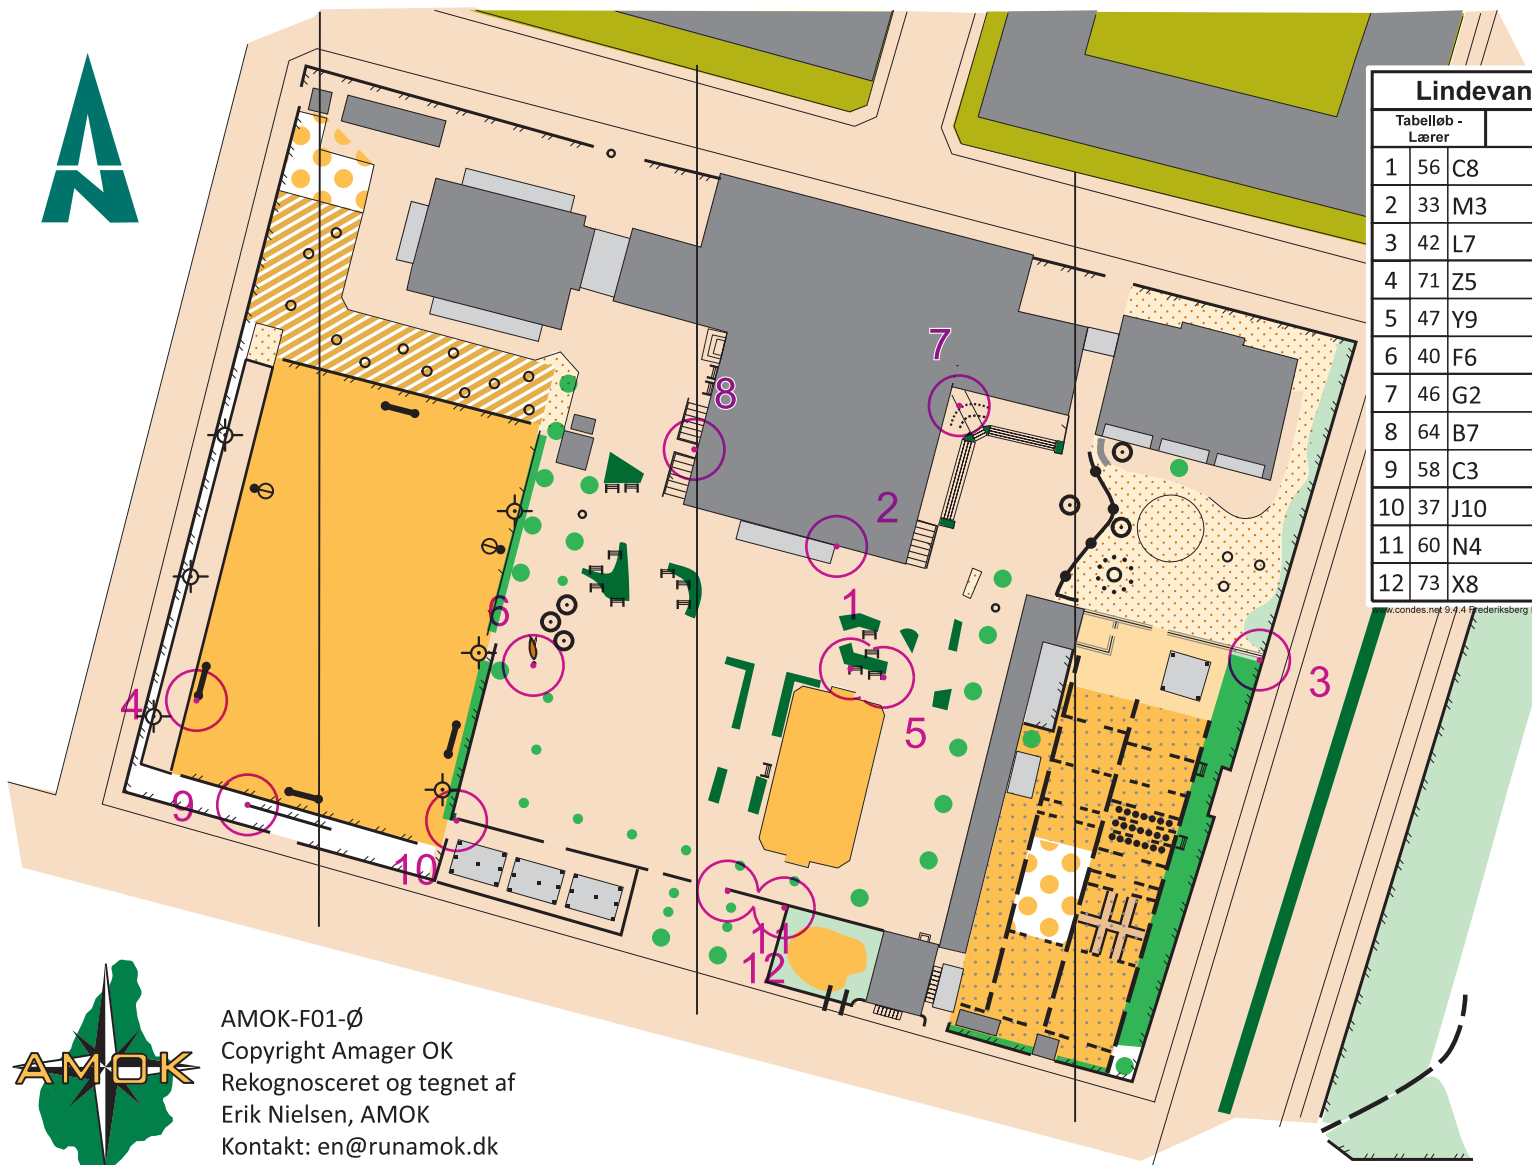 Lindevan
Tabelløb -
Lærer
1 56 C8
2 33 M3
3 42 L7
4 71 Z5
5 47 Y9
6 40 F6
7 46 G2
8 64 B7
9 58 C3
10 37 J10
11 60 N4
12 73 X8
www.condes.net 9.4.4 Frederiksberg
7
8
2
1
6
3
4
5
9
10
11
12
AMOK
AMOK-F01-Ø
Copyright Amager OK
Rekognosceret og tegnet af
Erik Nielsen, AMOK
Kontakt: en@runamok.dk